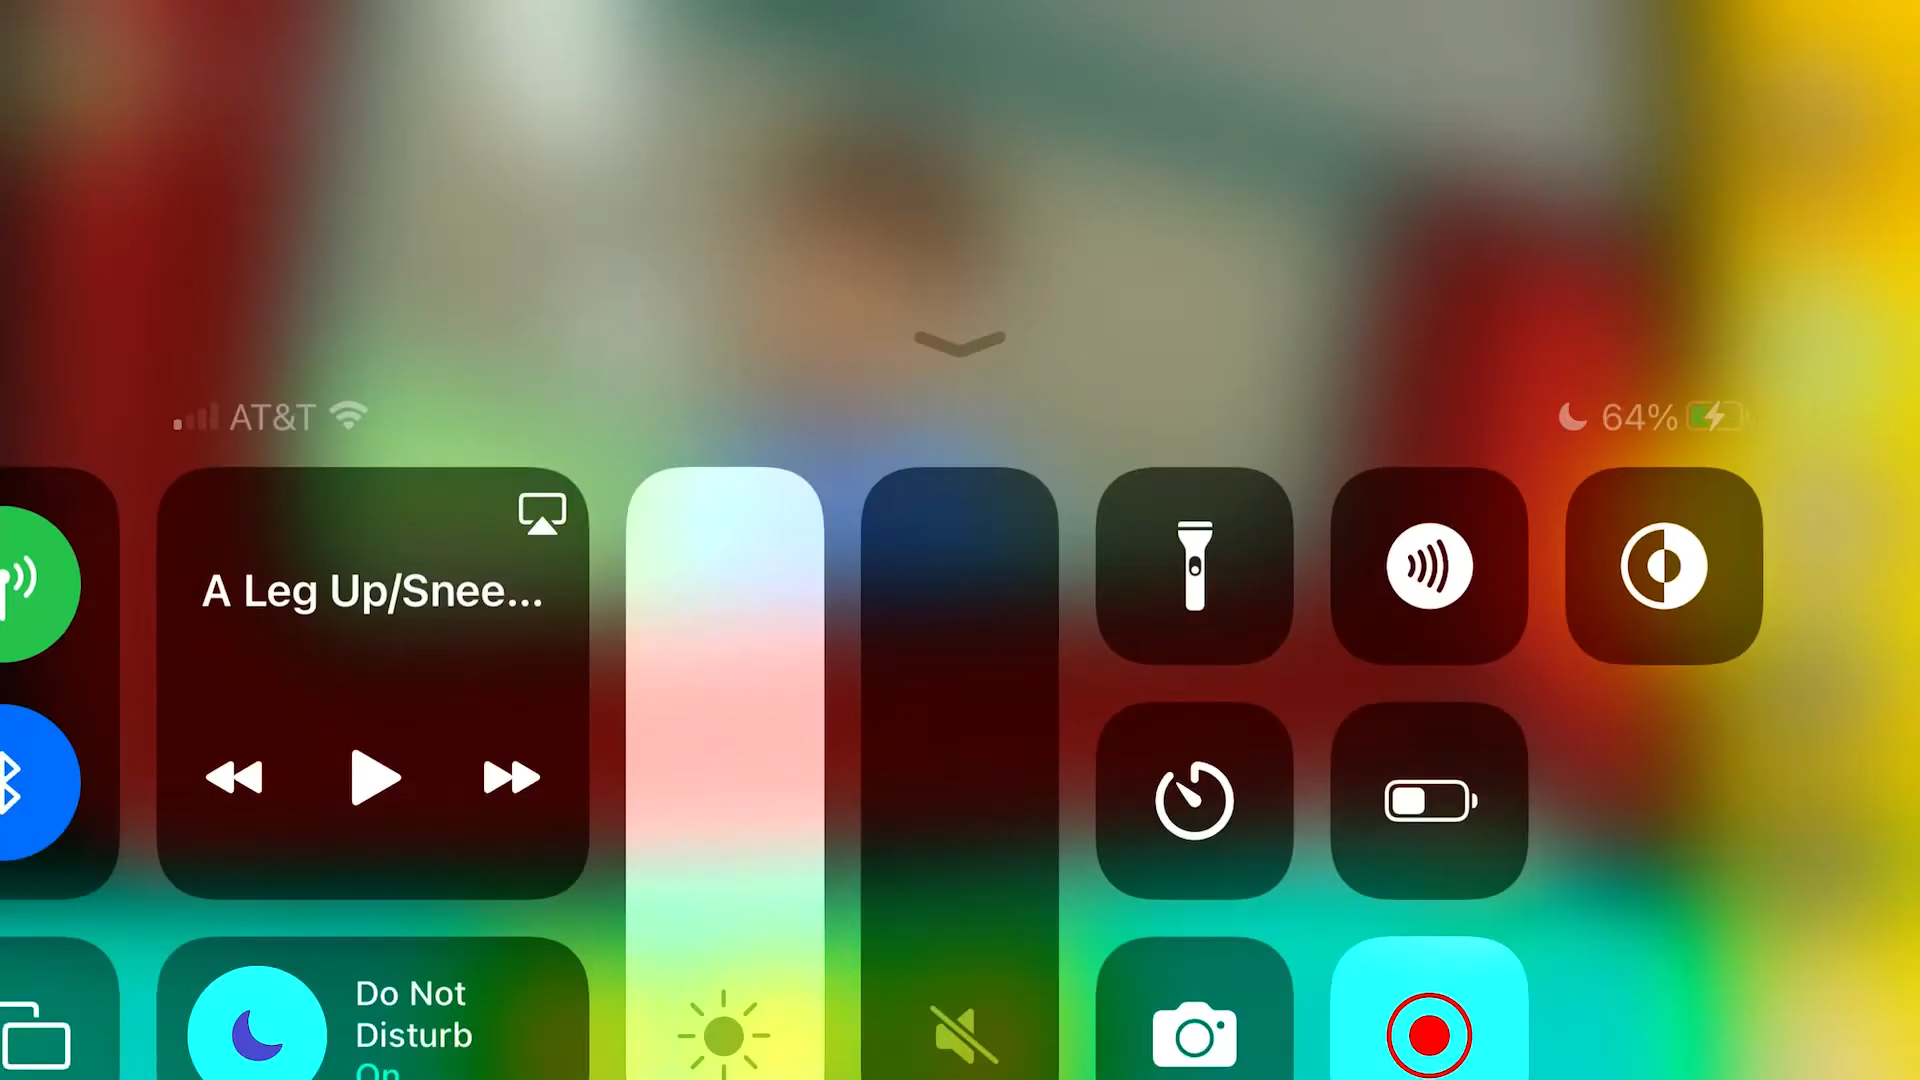 AT&T
64%
A Leg Up/Snee...
Do Not
Disturb
On